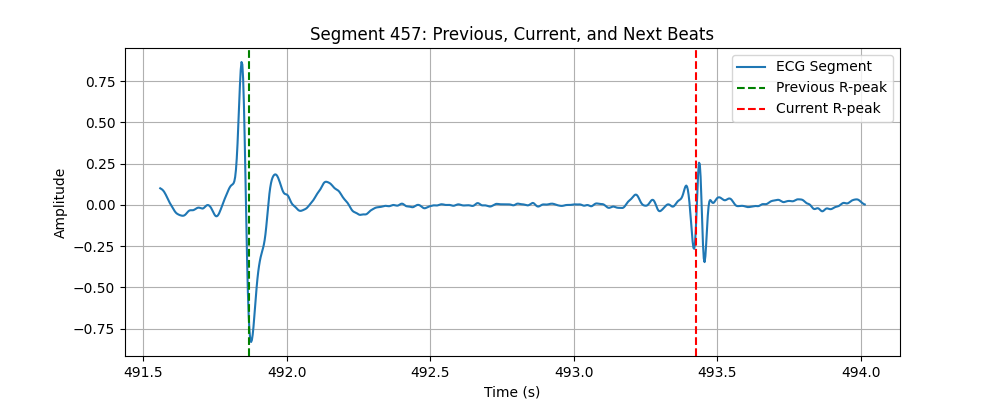 Segment 457: Previous, Current, and Next Beats
ECG Segment
Previous R-peak
Current R-peak
Amplitude
0.75
0.50
0.25
0.00
−0.25
−0.50
−0.75
491.5 492.0 492.5 493.0 493.5 494.0
Time (s)